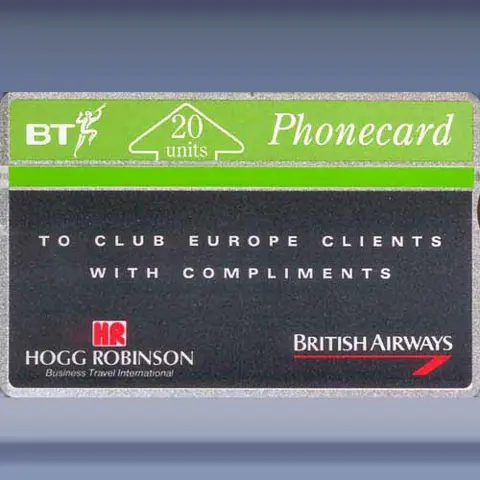 BT
20
units
Phonecard
TO CLUB EUROPE CLIENTS
WITH COMPLIMENTS
HR
HOGG ROBINSON
Business Travel International
BRITISH AIRWAYS